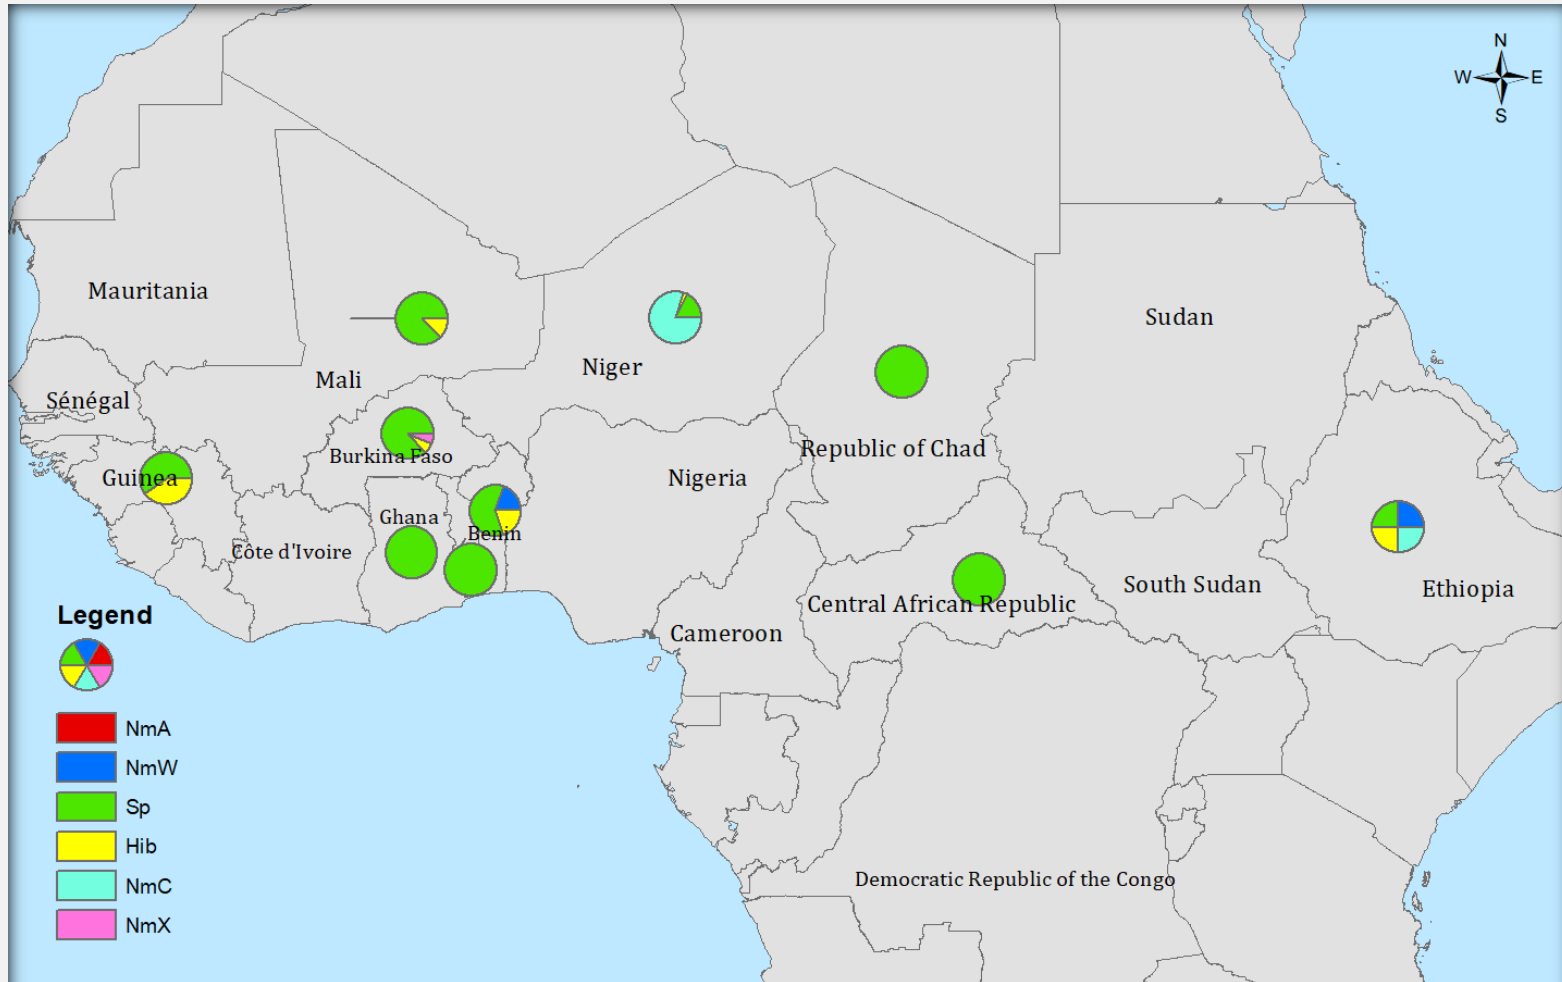 N
W E
S
Mauritania
Sudan
Niger
Mali
Sénégal
Republic of Chad
Burkina Faso
Guinea
Nigeria
Ghana
Benin
Côte d'Ivoire
South Sudan
Ethiopia
Central African Republic
Cameroon
Democratic Republic of the Congo
Legend
NmA
NmW
Sp
Hib
NmC
NmX